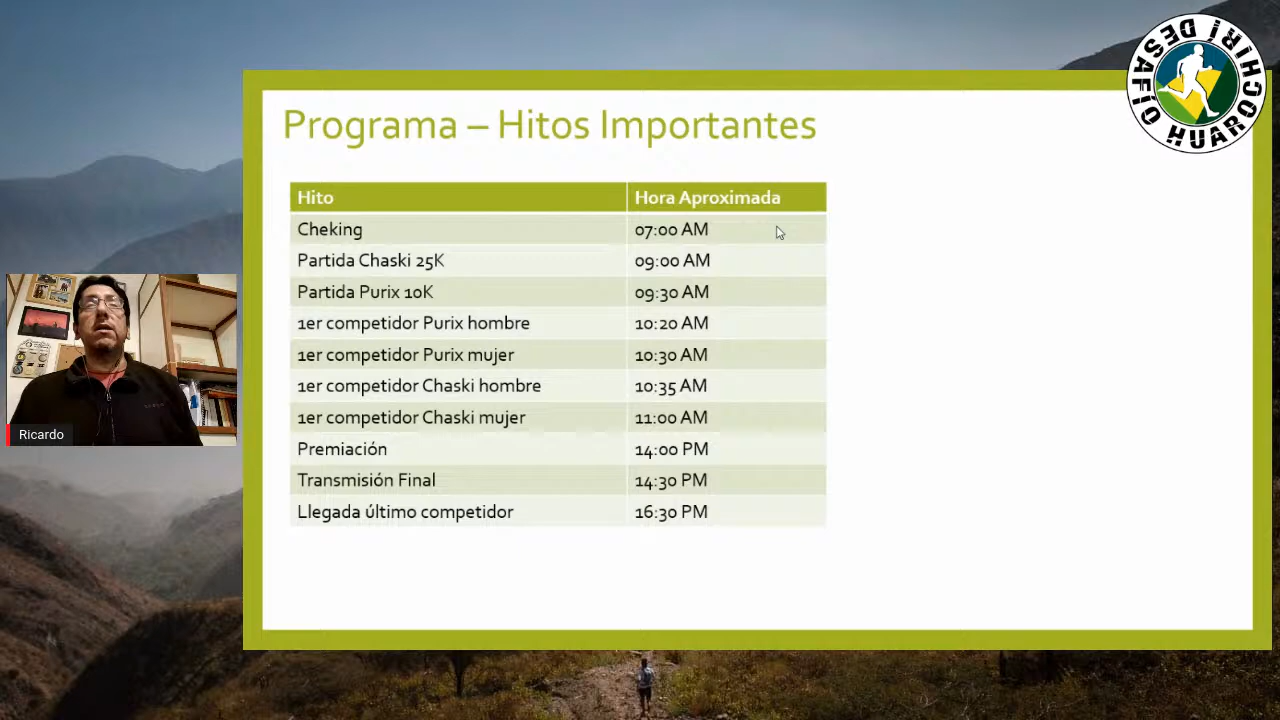 DESAFÍO HUAROCHIRÍ
Programa – Hitos Importantes
Hito Hora Aproximada
Cheking 07:00 AM
Partida Chaski 25K 09:00 AM
Partida Purix 10K 09:30 AM
1er competidor Purix hombre 10:20 AM
1er competidor Purix mujer 10:30 AM
1er competidor Chaski hombre 10:35 AM
1er competidor Chaski mujer 11:00 AM
Premiación 14:00 PM
Transmisión Final 14:30 PM
Llegada último competidor 16:30 PM
Ricardo